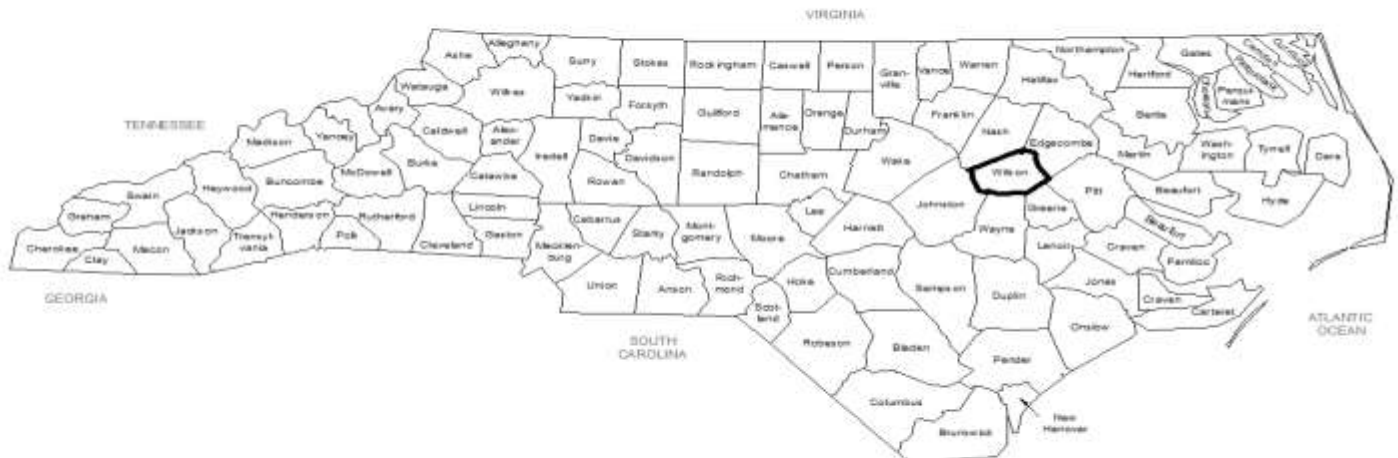 VIRGINIA
Ashe
Alleghany
Surry
Stokes
Rockingham
Caswell
Person
Gran-
ville
Vance
Warren
Northampton
Gates
Halifax
Hertford
Watauga
Wilkes
Yadkin
Forsyth
Guilford
Ala-
mance
Orange
Durham
Franklin
Nash
Edgecombe
Bertie
Perqui
mans
TENNESSEE
Avery
Madison
Yancey
Caldwell
Alex-
ander
Iredell
Davie
Davidson
Randolph
Chatham
Wake
Wilson
Martin
Wash-
ington
Tyrrell
Dare
Swain
Haywood
Buncombe
McDowell
Burke
Catawba
Rowan
Johnston
Greene
Pitt
Beaufort
Hyde
Graham
Cherokee
Clay
Macon
Jackson
Transyl-
vania
Henderson
Polk
Rutherford
Cleveland
Lincoln
Gaston
Mecklen-
burg
Cabarrus
Stanly
Mont-
gomery
Moore
Lee
Harnett
Wayne
Lenoir
Craven
Beaufort
Pamlico
GEORGIA
Union
Anson
Rich-
mond
Scot-
land
Hoke
Cumberland
Sampson
Duplin
Jones
Craven
Carteret
Onslow
SOUTH
CAROLINA
Robeson
Bladen
Pender
ATLANTIC
OCEAN
Columbus
Brunswick
New
Hanover